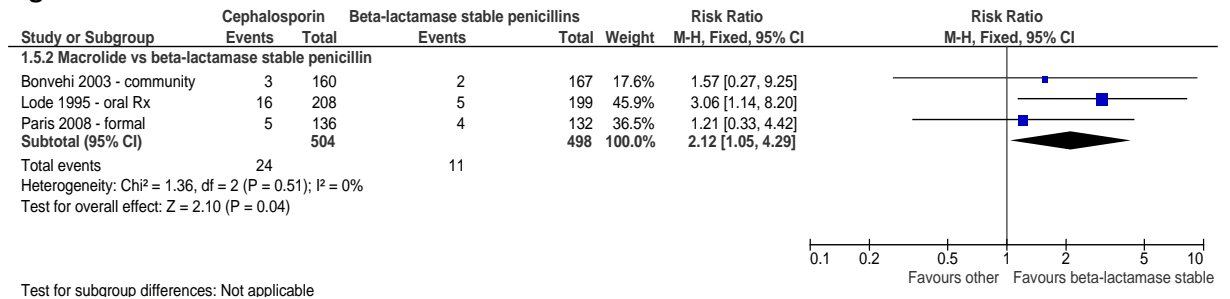 Cephalosporin Beta-lactamase stable penicillins Risk Ratio Risk Ratio
Study or Subgroup Events Total Events Total Weight M-H, Fixed, 95% CI M-H, Fixed, 95% CI
1.5.2 Macrolide vs beta-lactamase stable penicillin
Bonvehi 2003 - community 3 160 2 167 17.6% 1.57 [0.27, 9.25]
Lode 1995 - oral Rx 16 208 5 199 45.9% 3.06 [1.14, 8.20]
Paris 2008 - formal 5 136 4 132 36.5% 1.21 [0.33, 4.42]
Subtotal (95% CI) 504 498 100.0% 2.12 [1.05, 4.29]
Total events 24 11
Heterogeneity: Chi² = 1.36, df = 2 (P = 0.51); I² = 0%
Test for overall effect: Z = 2.10 (P = 0.04)
0.1 0.2 0.5 1 2 5 10
Favours other Favours beta-lactamase stable
Test for subgroup differences: Not applicable